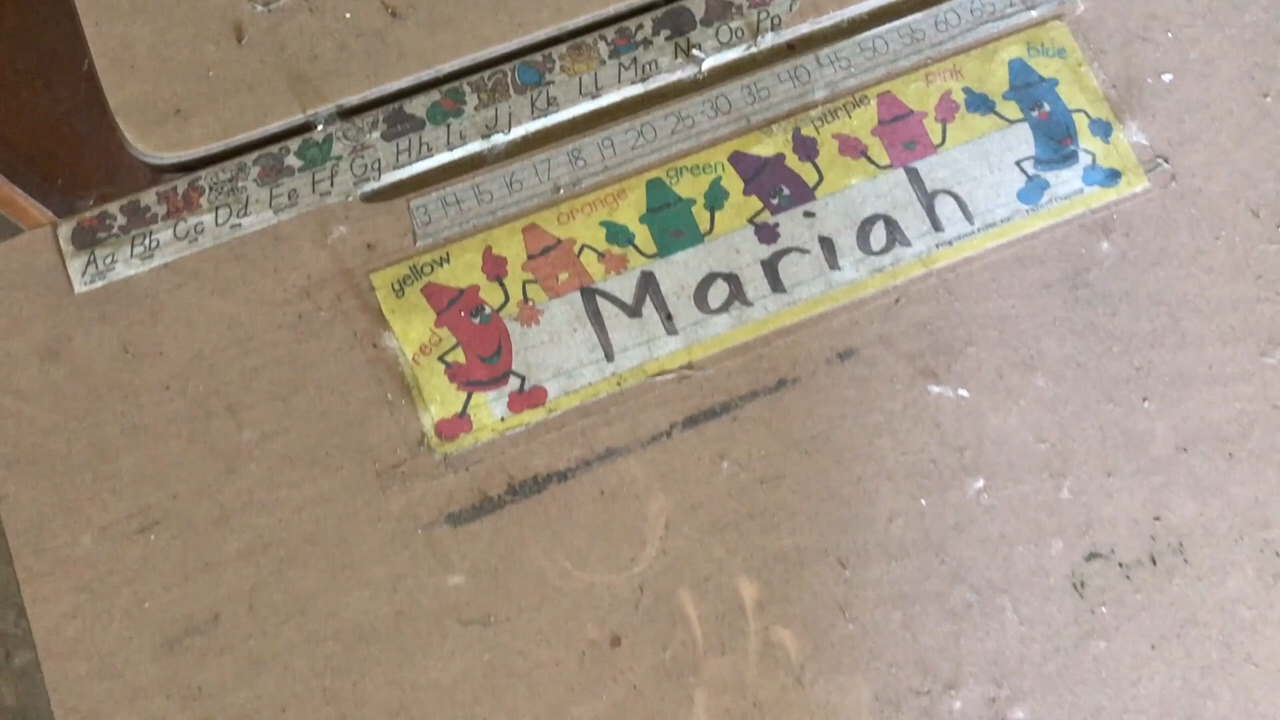 Aa Bb Cc Dd Ee Ff Gg Hh Ii Jj Kk Ll Mm Nn Oo Pp
13 14 15 16 17 18 19 20 25 30 35 40 45 50 55 60 65
red yellow orange green purple pink blue
Mariah